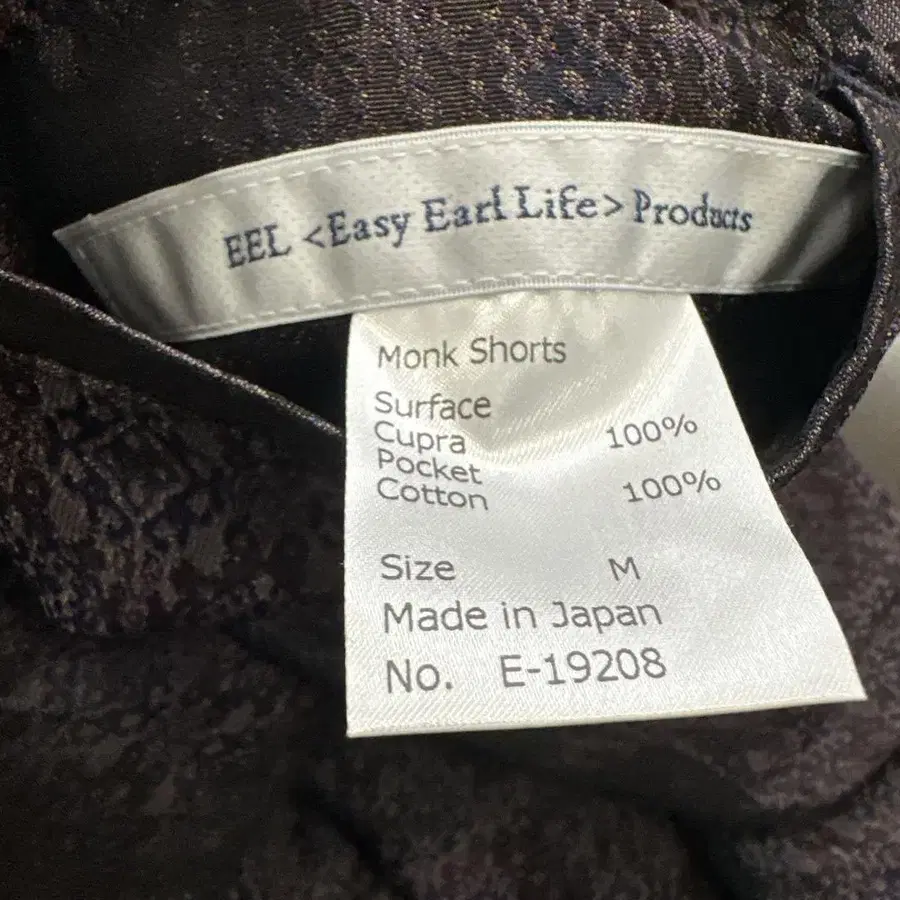 EEL <Easy Earl Life> Products
Monk Shorts
Surface
Cupra 100%
Pocket
Cotton 100%
Size M
Made in Japan
No. E-19208